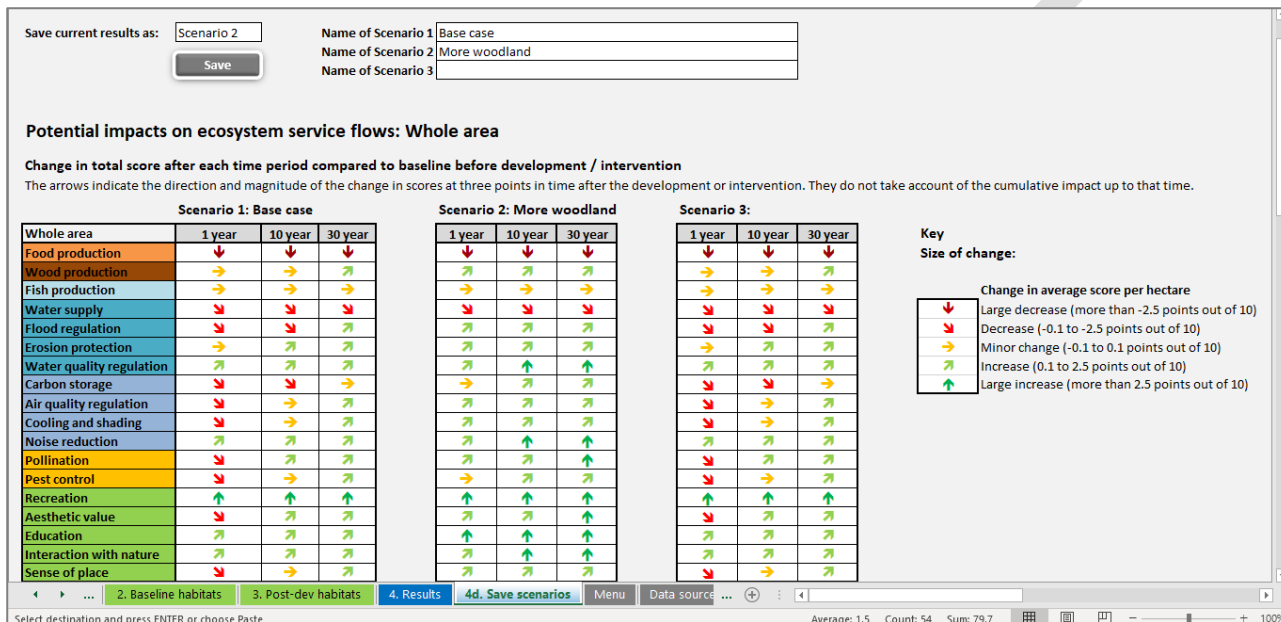 Save current results as: Scenario 2 Name of Scenario 1 Base case
Name of Scenario 2 More woodland
Save
Name of Scenario 3
Potential impacts on ecosystem service flows: Whole area
Change in total score after each time period compared to baseline before development / intervention
The arrows indicate the direction and magnitude of the change in scores at three points in time after the development or intervention. They do not take account of the cumulative impact up to that time.
Scenario 1: Base case Scenario 2: More woodland Scenario 3:
Whole area 1 year 10 year 30 year 1 year 10 year 30 year 1 year 10 year 30 year Key
Food production Size of change:
Wood production
Fish production Change in average score per hectare
Water supply Large decrease (more than -2.5 points out of 10)
Flood regulation Decrease (-0.1 to -2.5 points out of 10)
Erosion protection Minor change (-0.1 to 0.1 points out of 10)
Water quality regulation Increase (0.1 to 2.5 points out of 10)
Carbon storage Large increase (more than 2.5 points out of 10)
Air quality regulation
Cooling and shading
Noise reduction
Pollination
Pest control
Recreation
Aesthetic value
Education
Interaction with nature
Sense of place
... 2. Baseline habitats 3. Post-dev habitats 4. Results 4d. Save scenarios Menu Data source ...
Select destination and press ENTER or choose Paste Average: 1.5 Count: 54 Sum: 79.7 100%